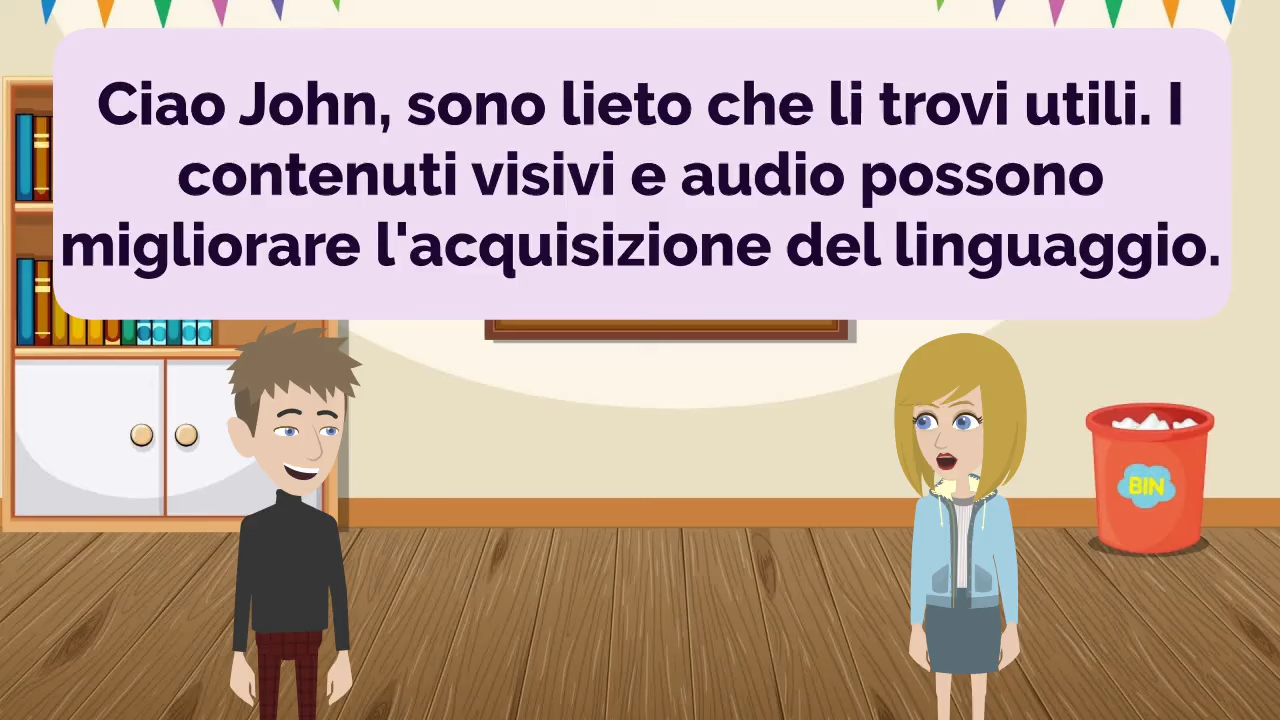 Ciao John, sono lieto che li trovi utili. I
contenuti visivi e audio possono
migliorare l'acquisizione del linguaggio.
BIN